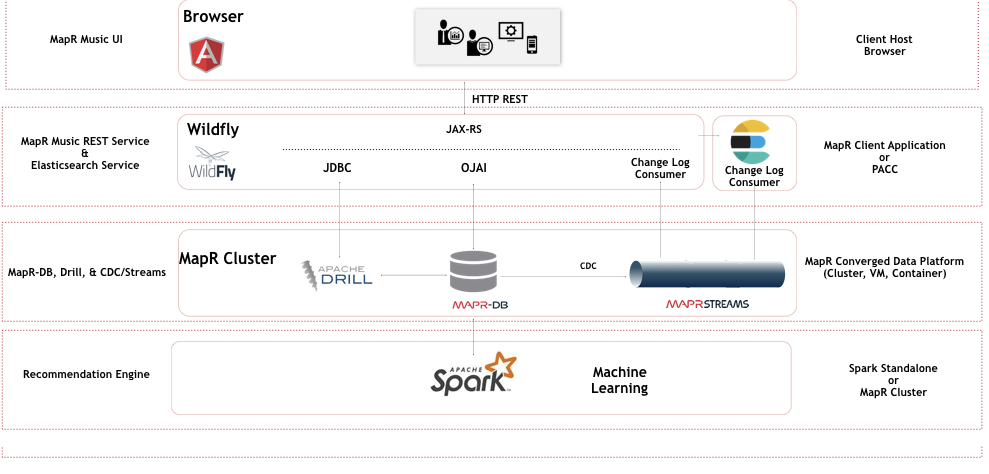 Browser
MapR Music UI
Client Host
Browser
HTTP REST
MapR Music REST Service
&
Elasticsearch Service
Wildfly
WildFly
JAX-RS
JDBC
OJAI
Change Log
Consumer
Change Log
Consumer
MapR Client Application
or
PACC
MapR-DB, Drill, & CDC/Streams
MapR Cluster
APACHE
DRILL
MAPR-DB
CDC
MAPRSTREAMS
MapR Converged Data Platform
(Cluster, VM, Container)
Recommendation Engine
APACHE
Spark
Machine
Learning
Spark Standalone
or
MapR Cluster